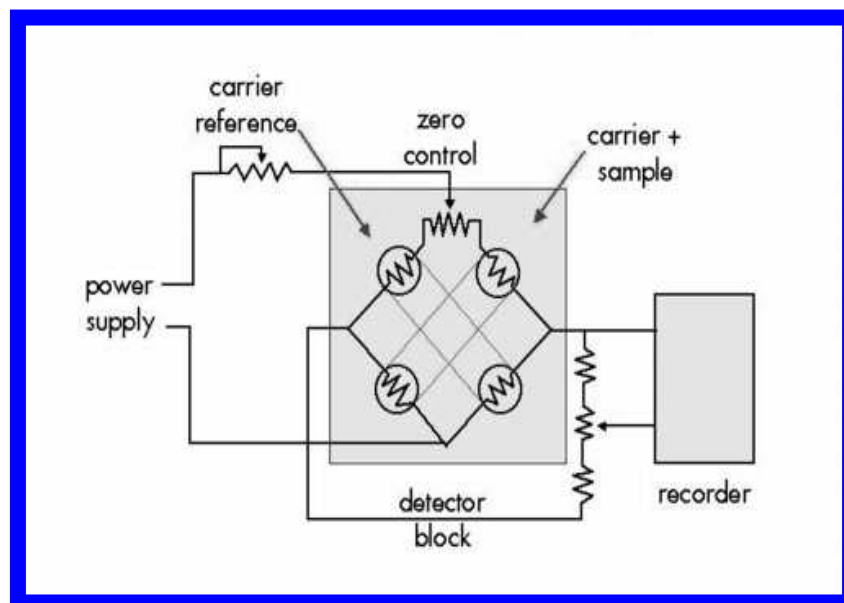 carrier
reference
zero
control
carrier +
sample
power
supply
detector
block
recorder